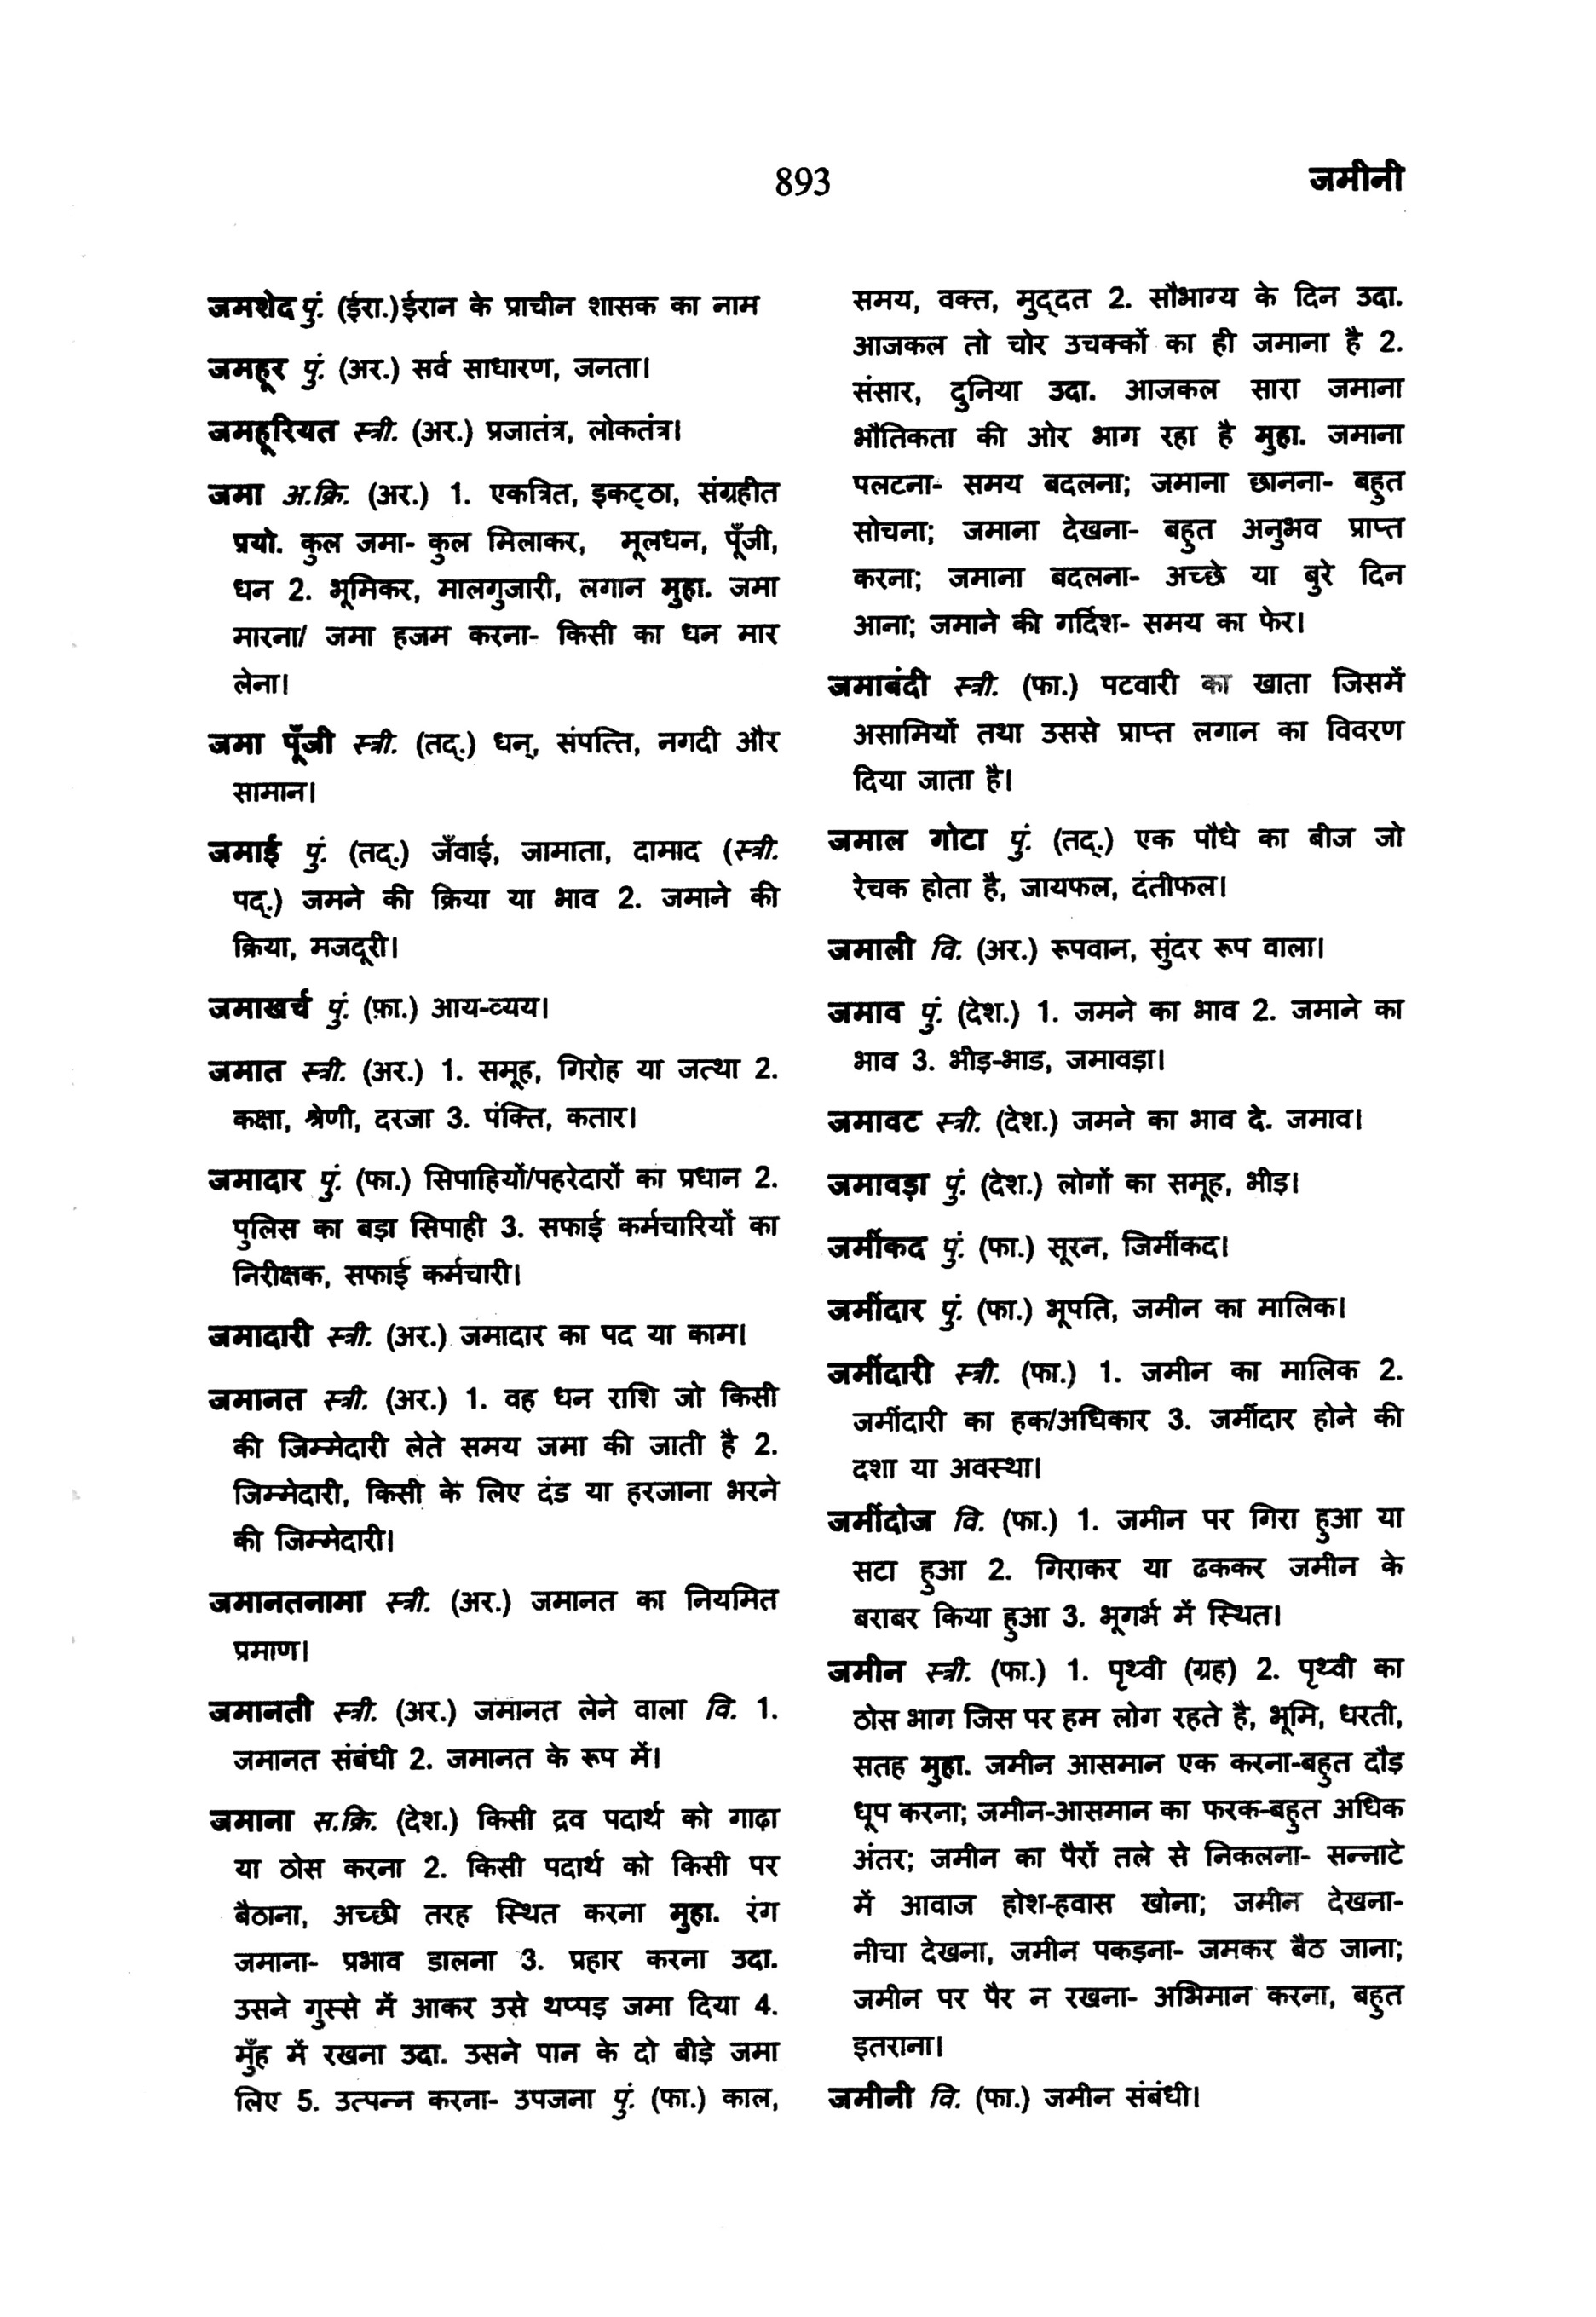 893
जमीनी
जमशेद पुं. (ईरा.)ईरान के प्राचीन शासक का नाम
जमहूर पुं. (अर.) सर्व साधारण, जनता।
जमहूरियत स्त्री. (अर.) प्रजातंत्र, लोकतंत्र।
जमा अ.क्रि. (अर.) 1. एकत्रित, इकट्ठा, संग्रहीत
प्रयो. कुल जमा- कुल मिलाकर, मूलधन, पूँजी,
धन 2. भूमिकर, मालगुजारी, लगान मुहा. जमा
मारना/ जमा हजम करना- किसी का धन मार
लेना।
जमा पूँजी स्त्री. (तद्.) धन्, संपत्ति, नगदी और
सामान।
जमाई पुं. (तद्.) जँवाई, जामाता, दामाद (स्त्री.
पद्.) जमने की क्रिया या भाव 2. जमाने की
क्रिया, मजदूरी।
जमाखर्च पुं. (फ़ा.) आय-व्यय।
जमात स्त्री. (अर.) 1. समूह, गिरोह या जत्था 2.
कक्षा, श्रेणी, दरजा 3. पंक्ति, कतार।
जमादार पुं. (फा.) सिपाहियों/पहरेदारों का प्रधान 2.
पुलिस का बड़ा सिपाही 3. सफाई कर्मचारियों का
निरीक्षक, सफाई कर्मचारी।
जमादारी स्त्री. (अर.) जमादार का पद या काम।
जमानत स्त्री. (अर.) 1. वह धन राशि जो किसी
की जिम्मेदारी लेते समय जमा की जाती है 2.
जिम्मेदारी, किसी के लिए दंड या हरजाना भरने
की जिम्मेदारी।
जमानतनामा स्त्री. (अर.) जमानत का नियमित
प्रमाण।
जमानती स्त्री. (अर.) जमानत लेने वाला वि. 1.
जमानत संबंधी 2. जमानत के रूप में।
जमाना स.क्रि. (देश.) किसी द्रव पदार्थ को गाढ़ा
या ठोस करना 2. किसी पदार्थ को किसी पर
बैठाना, अच्छी तरह स्थित करना मुहा. रंग
जमाना- प्रभाव डालना 3. प्रहार करना उदा.
उसने गुस्से में आकर उसे थप्पड़ जमा दिया 4.
मुँह में रखना उदा. उसने पान के दो बीड़े जमा
लिए 5. उत्पन्न करना- उपजना पुं. (फा.) काल,
समय, वक्त, मुद्दत 2. सौभाग्य के दिन उदा.
आजकल तो चोर उचक्कों का ही जमाना है 2.
संसार, दुनिया उदा. आजकल सारा जमाना
भौतिकता की ओर भाग रहा है मुहा. जमाना
पलटना- समय बदलना; जमाना छानना- बहुत
सोचना; जमाना देखना- बहुत अनुभव प्राप्त
करना; जमाना बदलना- अच्छे या बुरे दिन
आना; जमाने की गर्दिश- समय का फेर।
जमाबंदी स्त्री. (फा.) पटवारी का खाता जिसमें
असामियों तथा उससे प्राप्त लगान का विवरण
दिया जाता है।
जमाल गोटा पुं. (तद्.) एक पौधे का बीज जो
रेचक होता है, जायफल, दंतीफल।
जमाली वि. (अर.) रूपवान, सुंदर रूप वाला।
जमाव पुं. (देश.) 1. जमने का भाव 2. जमाने का
भाव 3. भीड़-भाड, जमावड़ा।
जमावट स्त्री. (देश.) जमने का भाव दे. जमाव।
जमावड़ा पुं. (देश.) लोगों का समूह, भीड़।
जमींकद पुं. (फा.) सूरन, जिमींकद।
जमींदार पुं. (फा.) भूपति, जमीन का मालिक।
जमींदारी स्त्री. (फा.) 1. जमीन का मालिक 2.
जमींदारी का हक/अधिकार 3. जमींदार होने की
दशा या अवस्था।
जमींदोज वि. (फा.) 1. जमीन पर गिरा हुआ या
सटा हुआ 2. गिराकर या ढककर जमीन के
बराबर किया हुआ 3. भूगर्भ में स्थित।
जमीन स्त्री. (फा.) 1. पृथ्वी (ग्रह) 2. पृथ्वी का
ठोस भाग जिस पर हम लोग रहते है, भूमि, धरती,
सतह मुहा. जमीन आसमान एक करना-बहुत दौड़
धूप करना; जमीन-आसमान का फरक-बहुत अधिक
अंतर; जमीन का पैरों तले से निकलना- सन्नाटे
में आवाज होश-हवास खोना; जमीन देखना-
नीचा देखना, जमीन पकड़ना- जमकर बैठ जाना;
जमीन पर पैर न रखना- अभिमान करना, बहुत
इतराना।
जमीनी वि. (फा.) जमीन संबंधी।